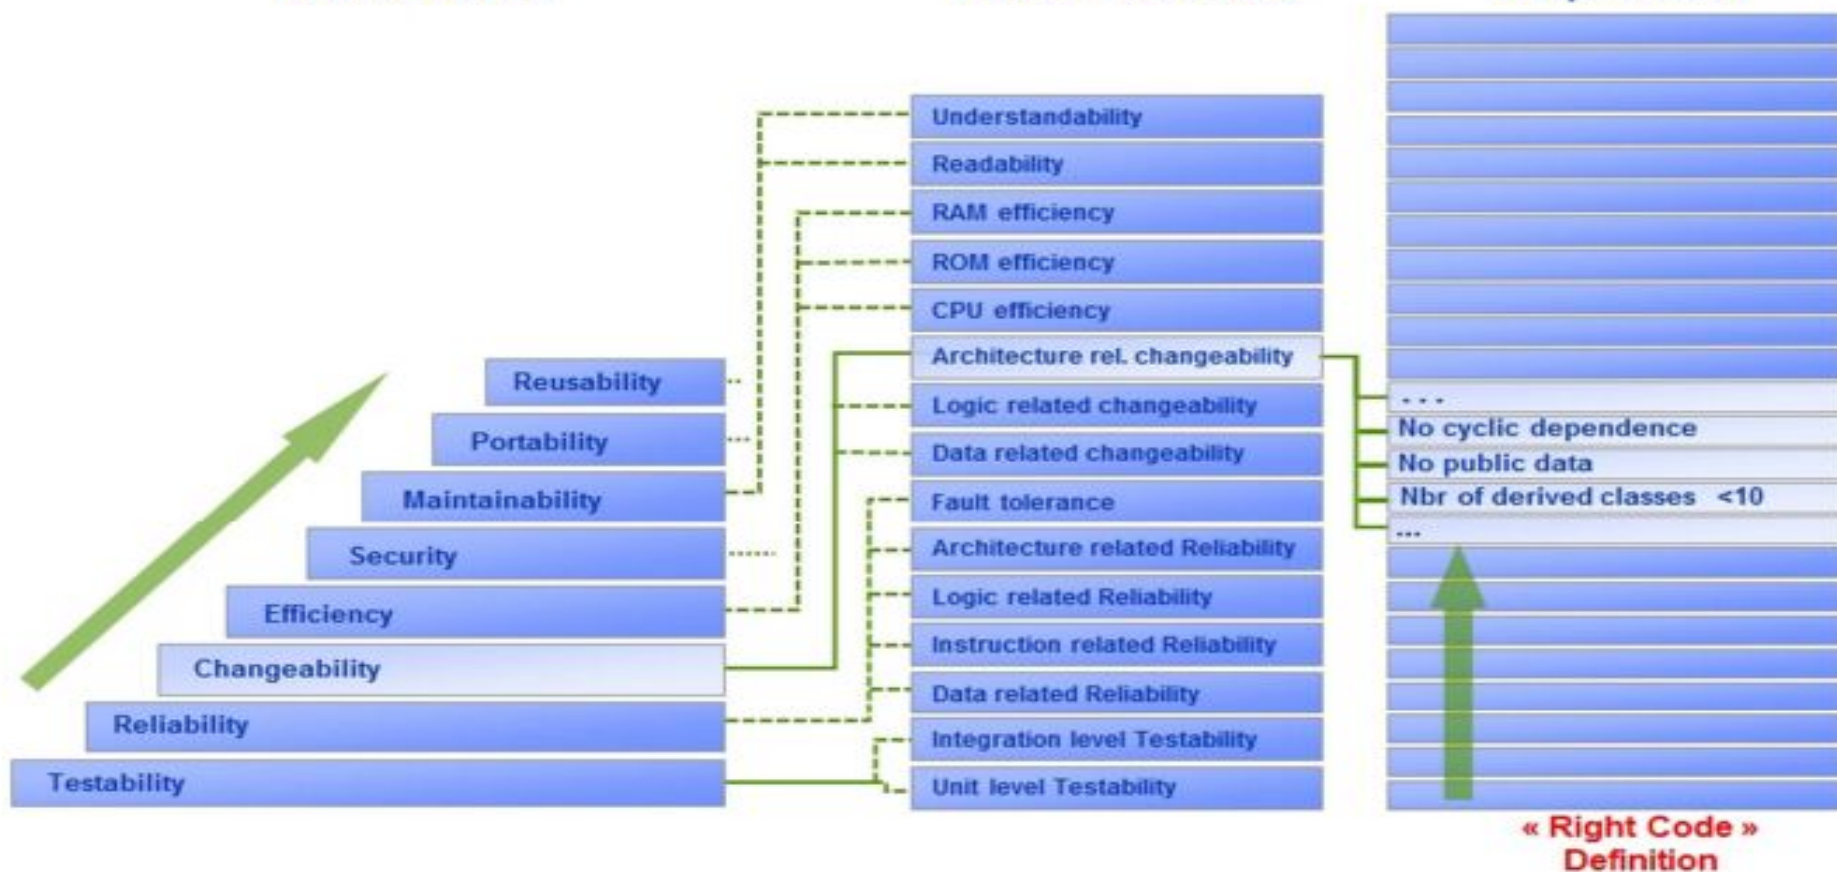 Understandability
Readability
RAM efficiency
ROM efficiency
CPU efficiency
Architecture rel. changeability
Logic related changeability
Data related changeability
Fault tolerance
Architecture related Reliability
Logic related Reliability
Instruction related Reliability
Data related Reliability
Integration level Testability
Unit level Testability
Reusability
Portability
Maintainability
Security
Efficiency
Changeability
Reliability
Testability
...
No cyclic dependence
No public data
Nbr of derived classes <10
...
« Right Code »
Definition